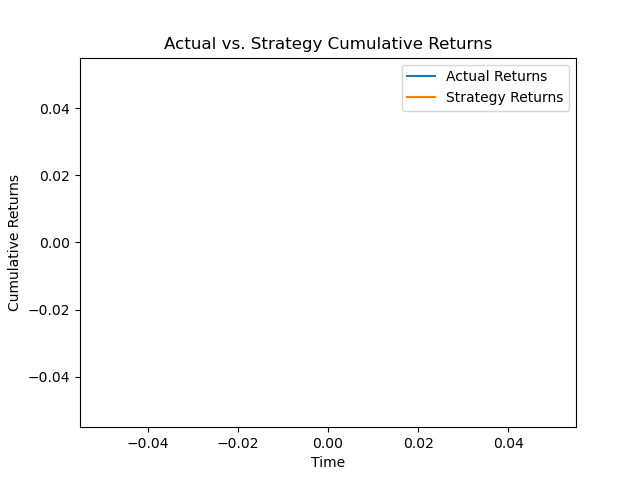 Actual vs. Strategy Cumulative Returns
Actual Returns
Strategy Returns
Cumulative Returns
0.04
0.02
0.00
−0.02
−0.04
−0.04
−0.02
0.00
0.02
0.04
Time